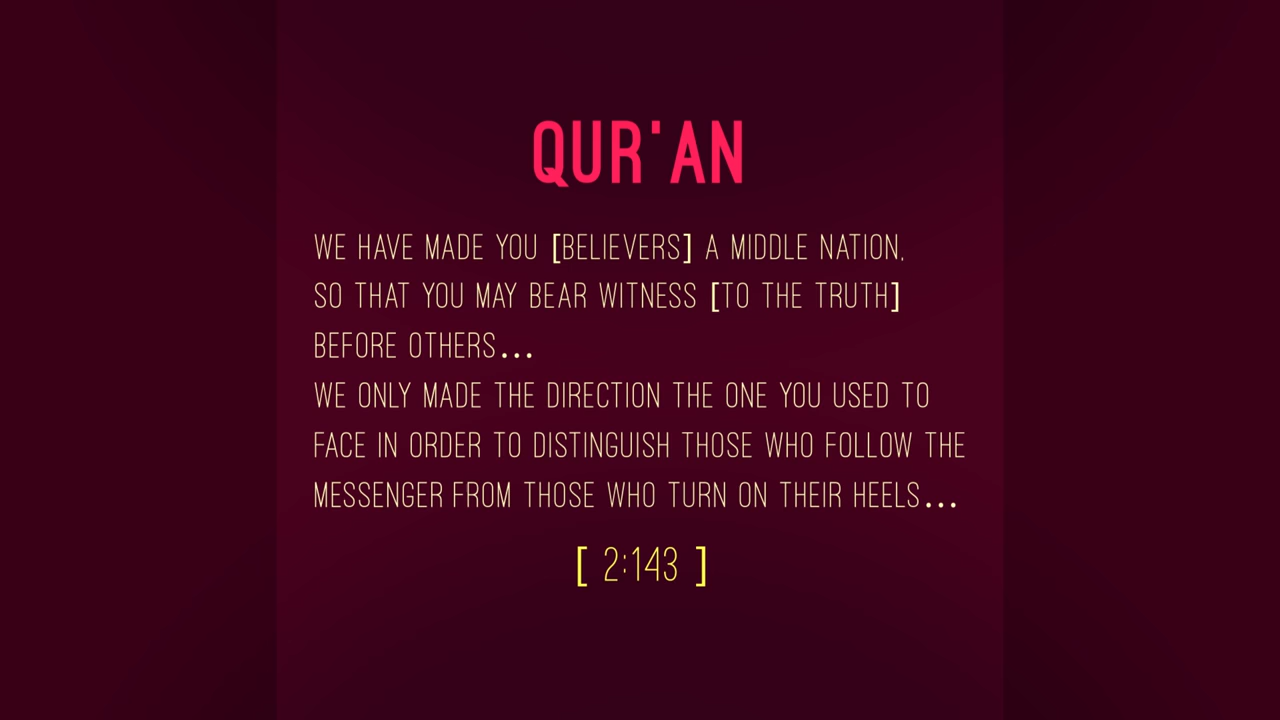 QUR'AN
WE HAVE MADE YOU [BELIEVERS] A MIDDLE NATION,
SO THAT YOU MAY BEAR WITNESS [TO THE TRUTH]
BEFORE OTHERS...
WE ONLY MADE THE DIRECTION THE ONE YOU USED TO
FACE IN ORDER TO DISTINGUISH THOSE WHO FOLLOW THE
MESSENGER FROM THOSE WHO TURN ON THEIR HEELS...
[ 2:143 ]